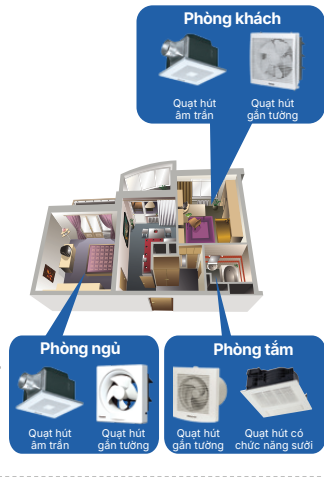 Phòng khách
Quạt hút
âm trần
Quạt hút
gắn tường
Phòng ngủ
Quạt hút
âm trần
Quạt hút
gắn tường
Phòng tắm
Quạt hút
gắn tường
Quạt hút có
chức năng sưởi